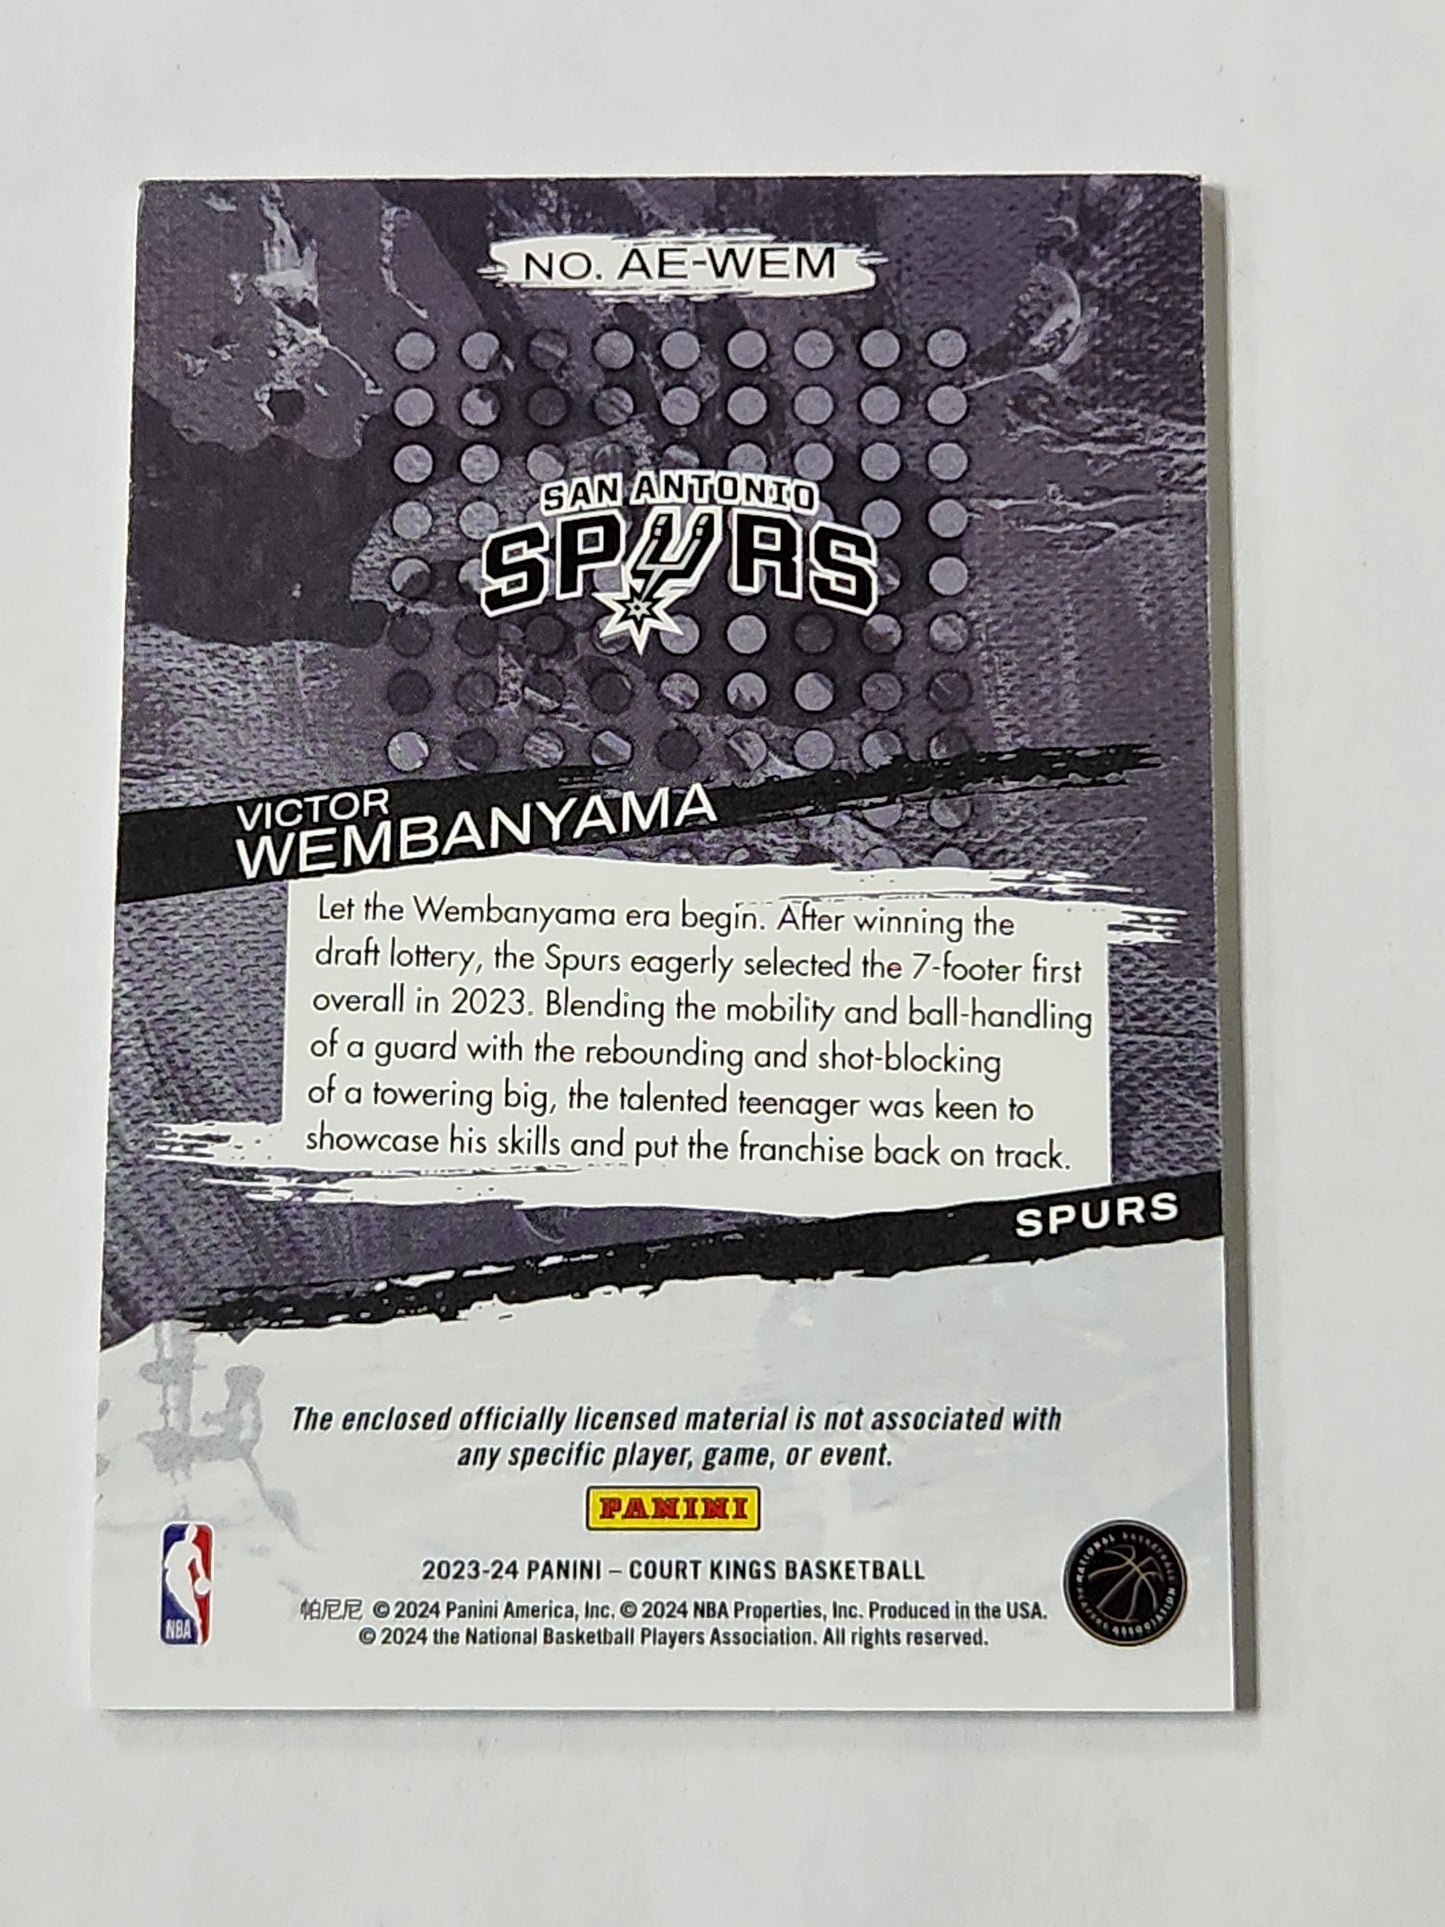 NO. AE-WEM
SAN ANTONIO
SPURS
VICTOR
WEMBANYAMA
Let the Wembanyama era begin. After winning the
draft lottery, the Spurs eagerly selected the 7-footer first
overall in 2023. Blending the mobility and ball-handling
of a guard with the rebounding and shot-blocking
of a towering big, the talented teenager was keen to
showcase his skills and put the franchise back on track.
SPURS
The enclosed officially licensed material is not associated with
any specific player, game, or event.
PANINI
2023-24 PANINI – COURT KINGS BASKETBALL
帕尼尼 © 2024 Panini America, Inc. © 2024 NBA Properties, Inc. Produced in the USA.
© 2024 the National Basketball Players Association. All rights reserved.
NBA
NATIONAL BASKETBALL PLAYERS ASSOCIATION